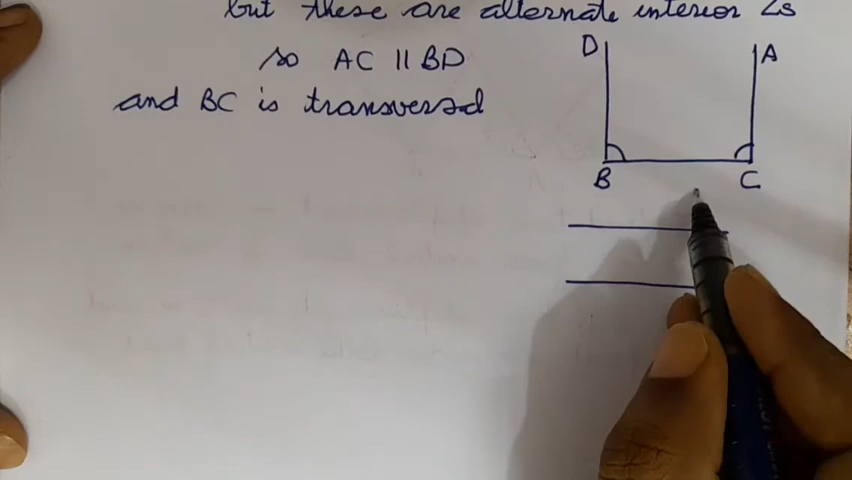 but these are alternate interior ∠s
so AC || BD
and BC is transversal
D
A
B
C